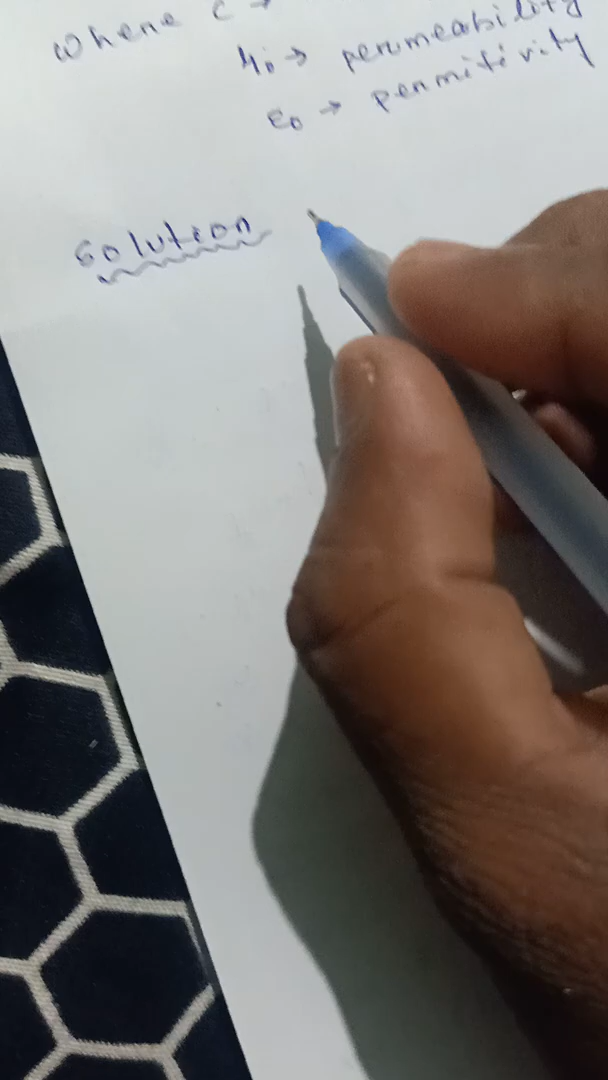 where c →
μ₀ → permeability
ε₀ → permitivity
solution